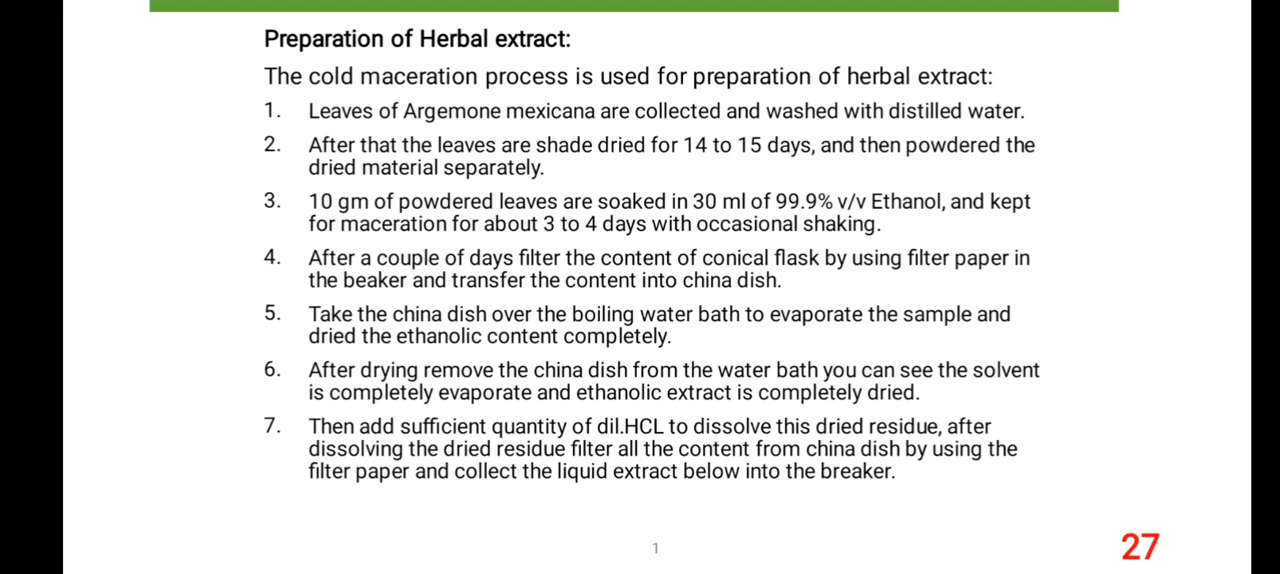 Preparation of Herbal extract:
The cold maceration process is used for preparation of herbal extract:
1. Leaves of Argemone mexicana are collected and washed with distilled water.
2. After that the leaves are shade dried for 14 to 15 days, and then powdered the
dried material separately.
3. 10 gm of powdered leaves are soaked in 30 ml of 99.9% v/v Ethanol, and kept
for maceration for about 3 to 4 days with occasional shaking.
4. After a couple of days filter the content of conical flask by using filter paper in
the beaker and transfer the content into china dish.
5. Take the china dish over the boiling water bath to evaporate the sample and
dried the ethanolic content completely.
6. After drying remove the china dish from the water bath you can see the solvent
is completely evaporate and ethanolic extract is completely dried.
7. Then add sufficient quantity of dil.HCL to dissolve this dried residue, after
dissolving the dried residue filter all the content from china dish by using the
filter paper and collect the liquid extract below into the breaker.
1
27